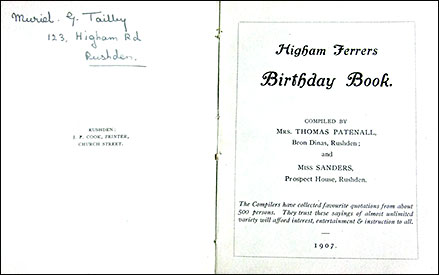 Muriel. G. Tailby
123, Higham Rd
Rushden.
RUSHDEN:
J. P. COOK, PRINTER,
CHURCH STREET.
Higham Ferrers
Birthday Book.
COMPILED BY
MRS. THOMAS PATENALL,
Bron Dinas, Rushden;
and
MISS SANDERS,
Prospect House, Rushden.
The Compilers have collected favourite quotations from about
500 persons. They trust these sayings of almost unlimited
variety will afford interest, entertainment & instruction to all.
1907.